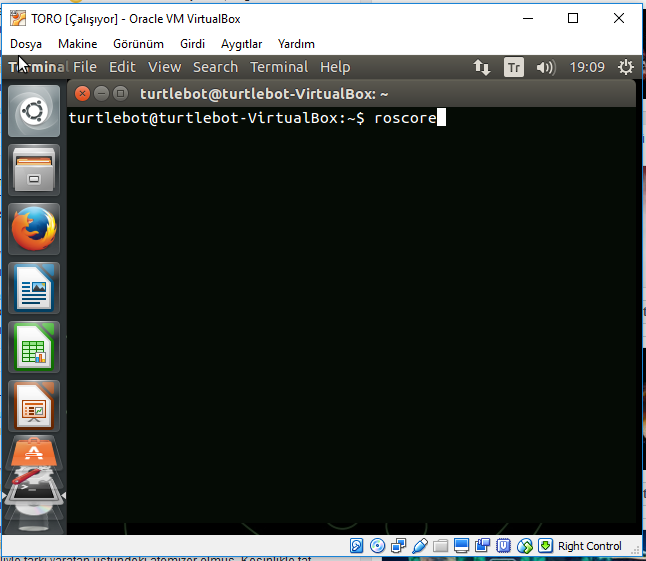 TORO [Çalışıyor] - Oracle VM VirtualBox
Dosya Makine Görünüm Girdi Aygıtlar Yardım
Terminal File Edit View Search Terminal Help Tr 19:09
turtlebot@turtlebot-VirtualBox: ~
turtlebot@turtlebot-VirtualBox:~$ roscore
Right Control